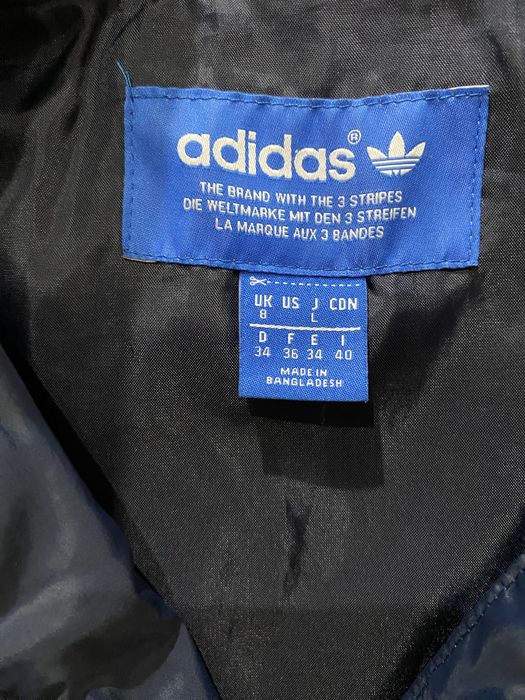 adidas®
THE BRAND WITH THE 3 STRIPES
DIE WELTMARKE MIT DEN 3 STREIFEN
LA MARQUE AUX 3 BANDES
UK US J CDN
8 L
D F E I
34 36 34 40
MADE IN
BANGLADESH